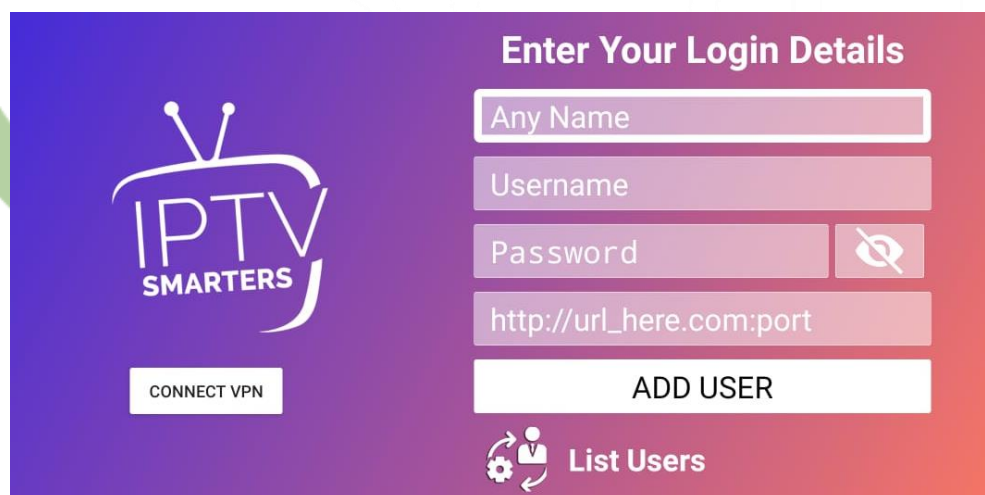 Enter Your Login Details
Any Name
Username
Password
http://url_here.com:port
ADD USER
List Users
IPTV
SMARTERS
CONNECT VPN